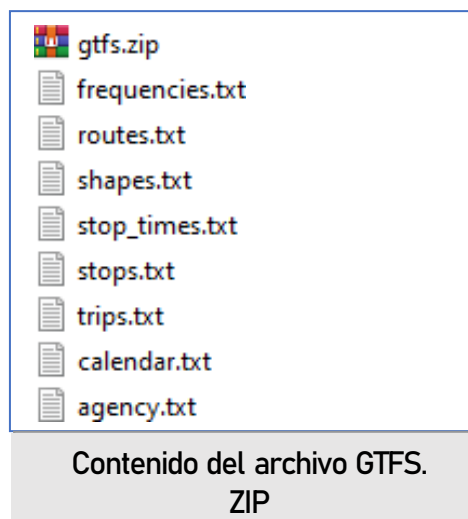 gtfs.zip
frequencies.txt
routes.txt
shapes.txt
stop_times.txt
stops.txt
trips.txt
calendar.txt
agency.txt
Contenido del archivo GTFS.
ZIP